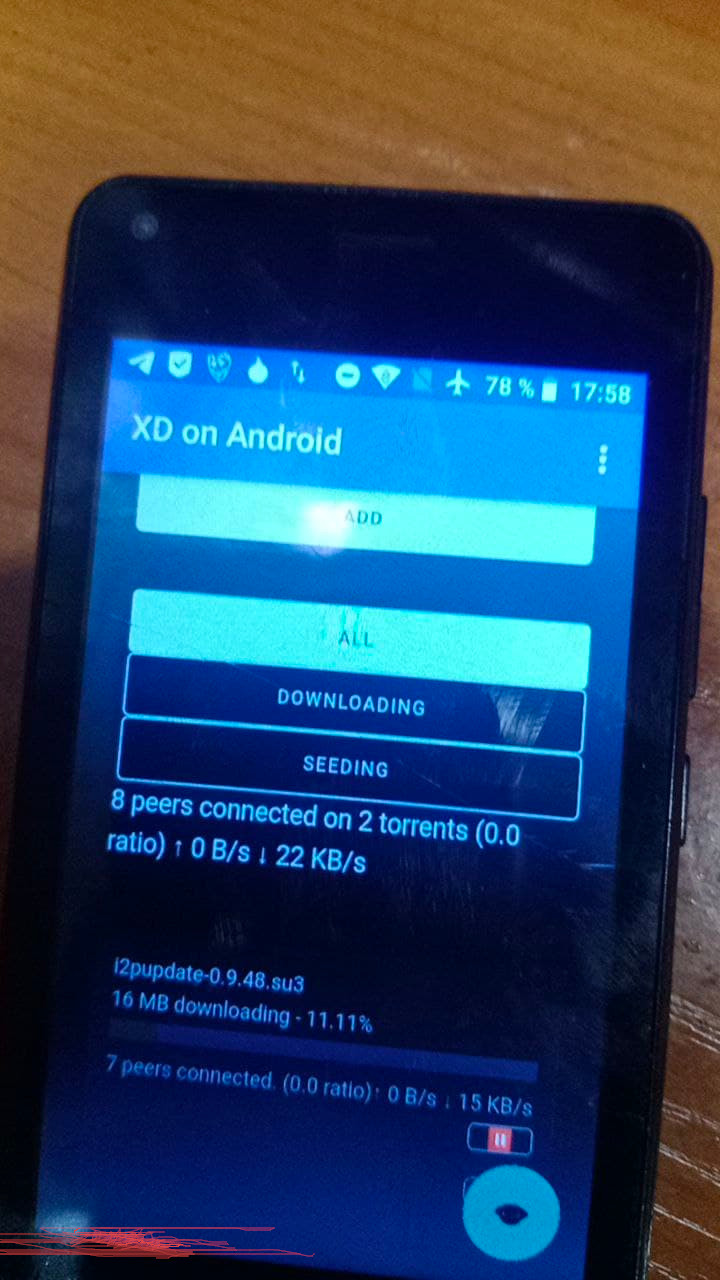 78 % 17:58
XD on Android
ADD
ALL
DOWNLOADING
SEEDING
8 peers connected on 2 torrents (0.0
ratio) ↑ 0 B/s ↓ 22 KB/s
i2pupdate-0.9.48.su3
16 MB downloading - 11.11%
7 peers connected. (0.0 ratio)↑ 0 B/s ↓ 15 KB/s